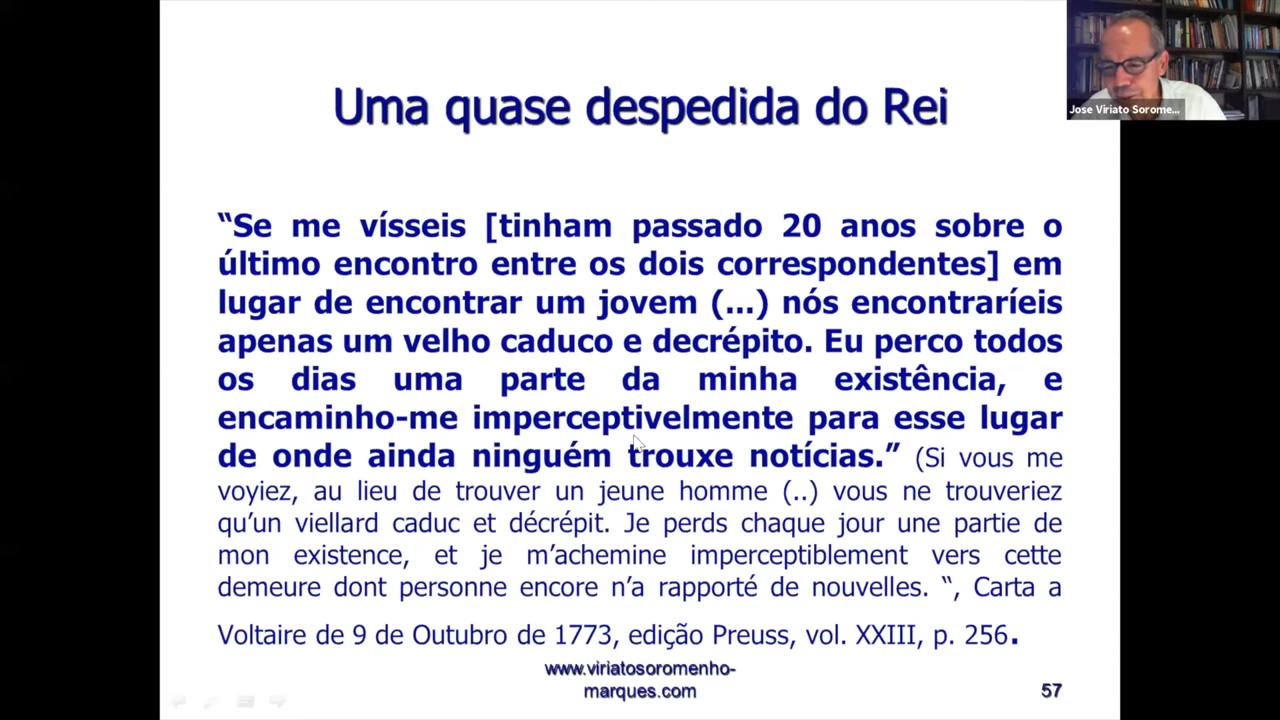 Uma quase despedida do Rei
Jose Viriato Sorome...
“Se me vísseis [tinham passado 20 anos sobre o
último encontro entre os dois correspondentes] em
lugar de encontrar um jovem (...) nós encontraríeis
apenas um velho caduco e decrépito. Eu perco todos
os dias uma parte da minha existência, e
encaminho-me imperceptivelmente para esse lugar
de onde ainda ninguém trouxe notícias.” (Si vous me
voyiez, au lieu de trouver un jeune homme (..) vous ne trouveriez
qu’un viellard caduc et décrépit. Je perds chaque jour une partie de
mon existence, et je m’achemine imperceptiblement vers cette
demeure dont personne encore n’a rapporté de nouvelles. “, Carta a
Voltaire de 9 de Outubro de 1773, edição Preuss, vol. XXIII, p. 256.
www.viriatosoromenho-
marques.com
57